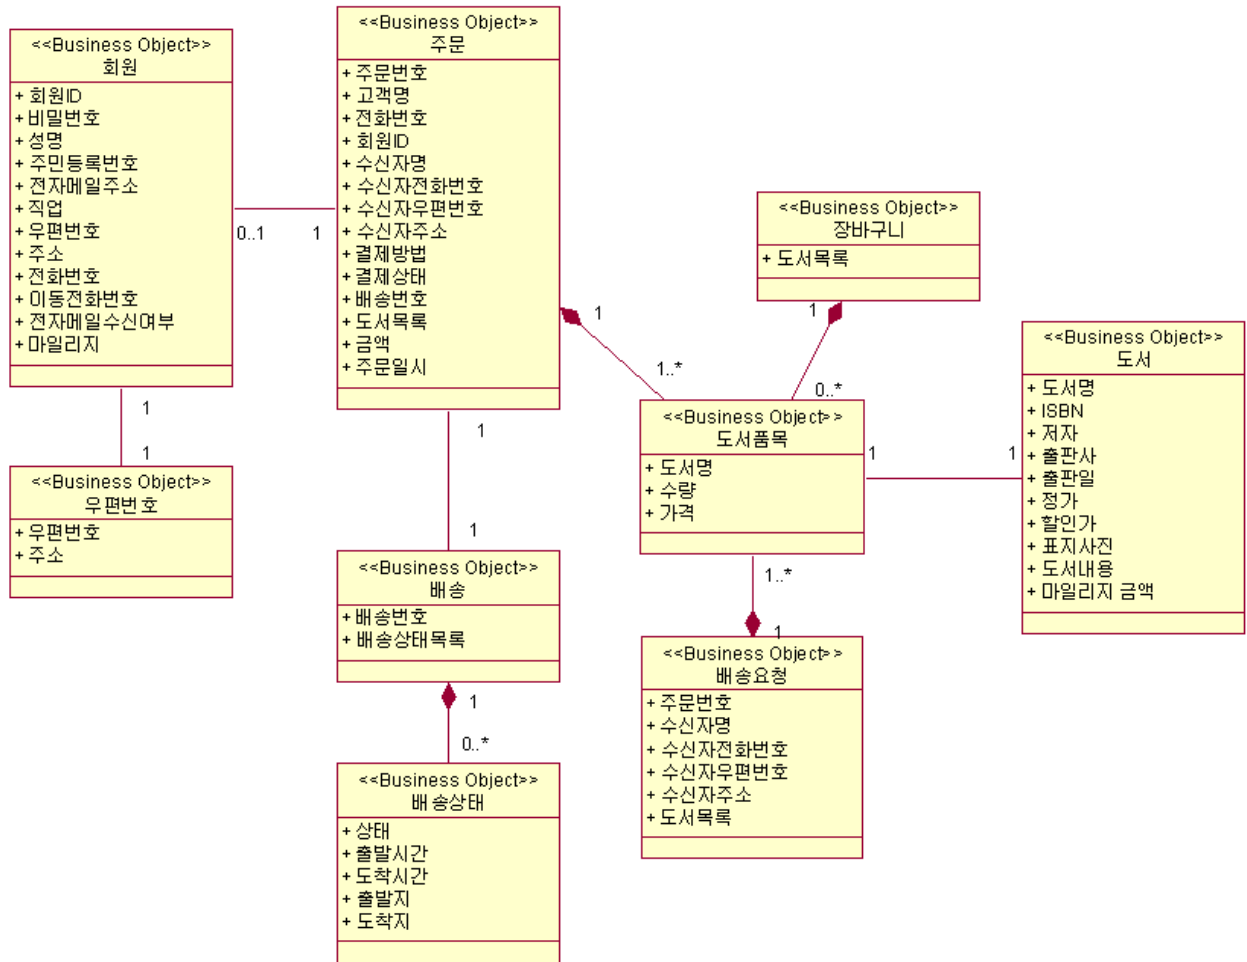 <<Business Object>>
회원
+ 회원ID
+ 비밀번호
+ 성명
+ 주민등록번호
+ 전자메일주소
+ 직업
+ 우편번호
+ 주소
+ 전화번호
+ 이동전화번호
+ 전자메일수신여부
+ 마일리지
0..1
1
1
1
<<Business Object>>
우편번호
+ 우편번호
+ 주소
<<Business Object>>
주문
+ 주문번호
+ 고객명
+ 전화번호
+ 회원ID
+ 수신자명
+ 수신자전화번호
+ 수신자우편번호
+ 수신자주소
+ 결제방법
+ 결제상태
+ 배송번호
+ 도서목록
+ 금액
+ 주문일시
1
1..*
1
1
<<Business Object>>
배송
+ 배송번호
+ 배송상태목록
1
0..*
<<Business Object>>
배송상태
+ 상태
+ 출발시간
+ 도착시간
+ 출발지
+ 도착지
<<Business Object>>
장바구니
+ 도서목록
1
0..*
<<Business Object>>
도서품목
+ 도서명
+ 수량
+ 가격
1
1
1..*
1
<<Business Object>>
배송요청
+ 주문번호
+ 수신자명
+ 수신자전화번호
+ 수신자우편번호
+ 수신자주소
+ 도서목록
<<Business Object>>
도서
+ 도서명
+ ISBN
+ 저자
+ 출판사
+ 출판일
+ 정가
+ 할인가
+ 표지사진
+ 도서내용
+ 마일리지 금액